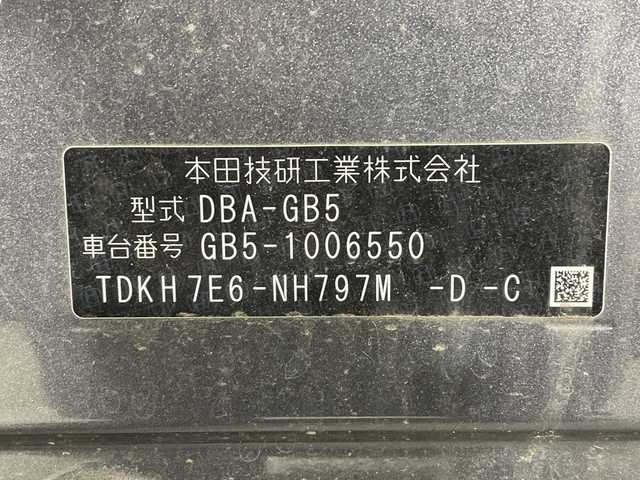 本田技研工業株式会社
型式 DBA-GB5
車台番号 GB5-1006550
TDKH7E6-NH797M -D-C